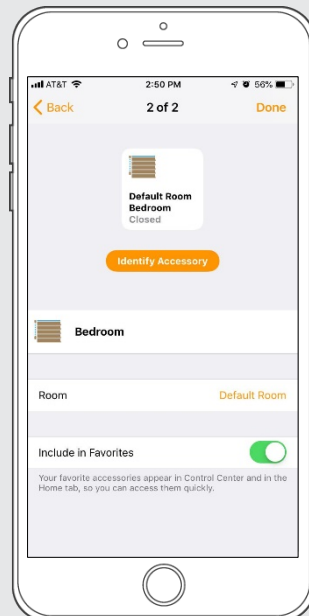 AT&T 2:50 PM 56%
Back 2 of 2 Done
Default Room
Bedroom
Closed
Identify Accessory
Bedroom
Room Default Room
Include in Favorites
Your favorite accessories appear in Control Center and in the
Home tab, so you can access them quickly.